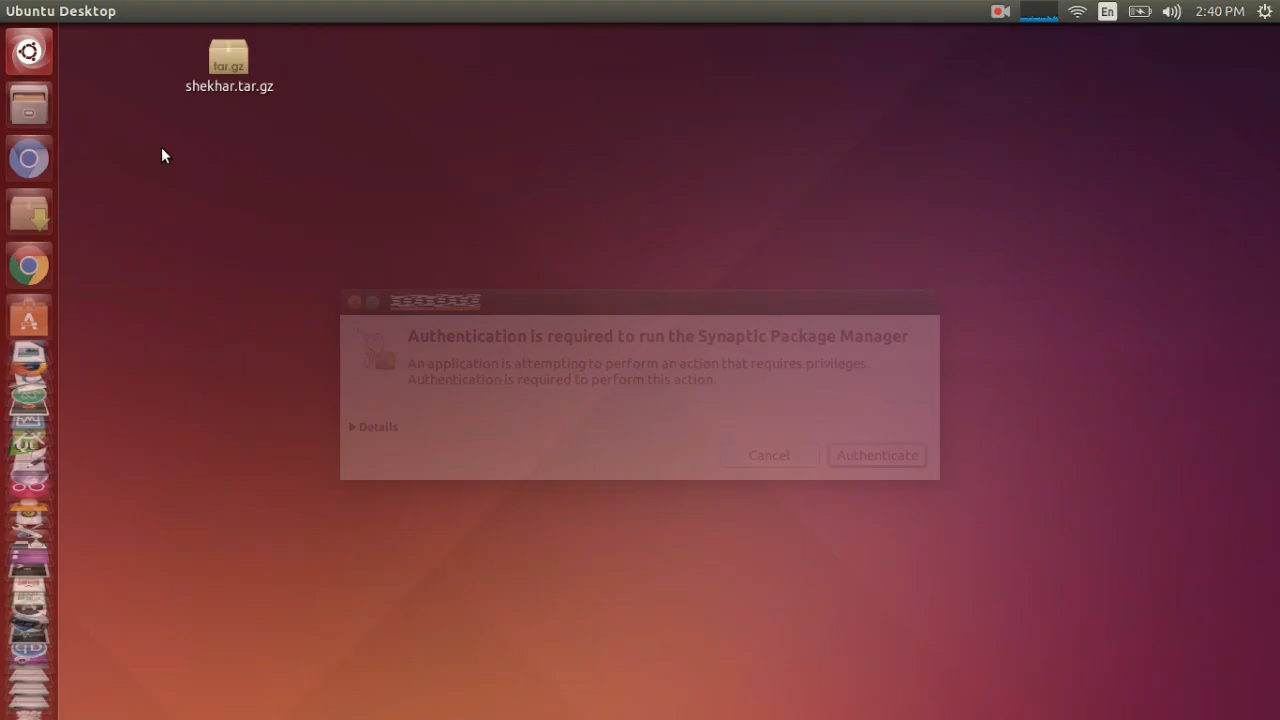 Ubuntu Desktop
En
2:40 PM
tar.gz
shekhar.tar.gz
Authentication is required to run the Synaptic Package Manager
An application is attempting to perform an action that requires privileges.
Authentication is required to perform this action.
Details
Cancel
Authenticate